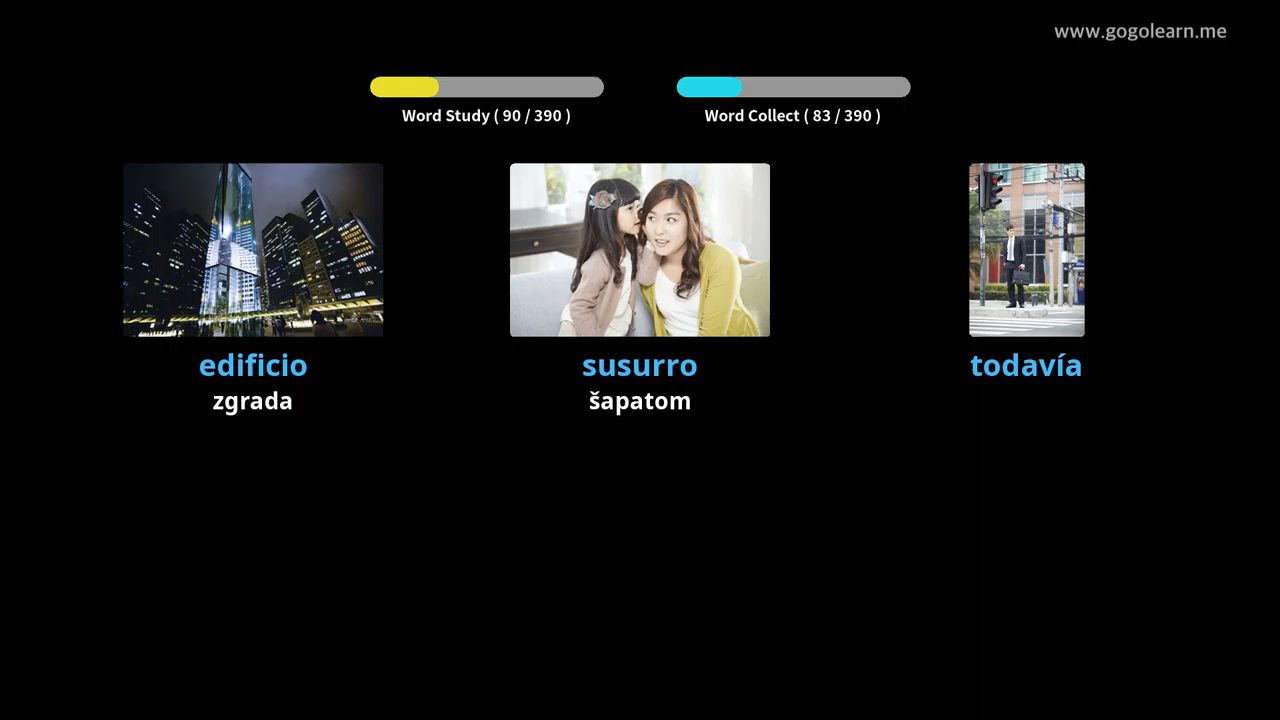 www.gogolearn.me
Word Study ( 90 / 390 )
Word Collect ( 83 / 390 )
edificio
zgrada
susurro
šapatom
todavía